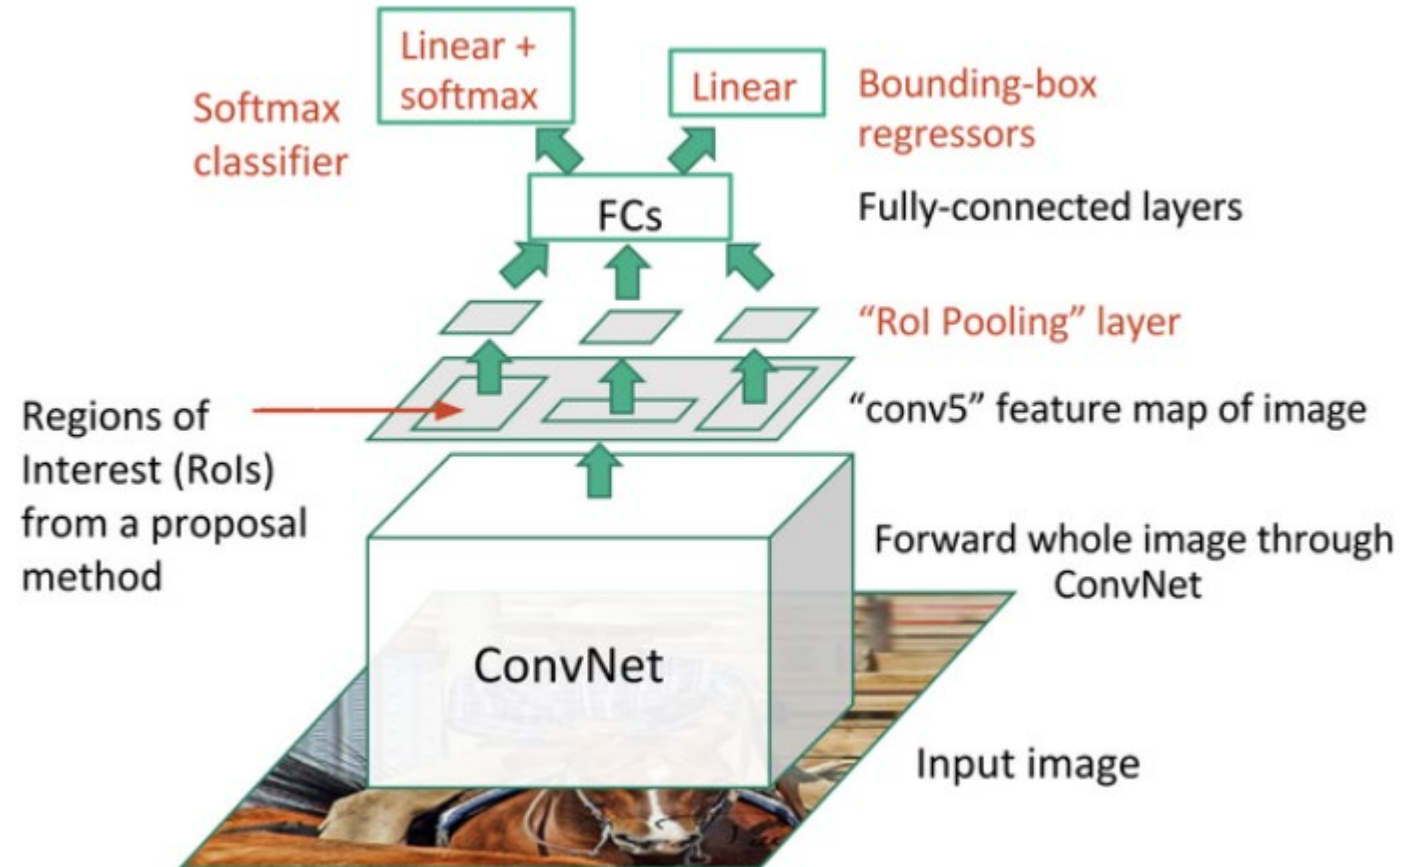 Linear +
softmax
Linear
Softmax
classifier
Bounding-box
regressors
FCs
Fully-connected layers
“RoI Pooling” layer
Regions of
Interest (RoIs)
from a proposal
method
“conv5” feature map of image
Forward whole image through
ConvNet
ConvNet
Input image